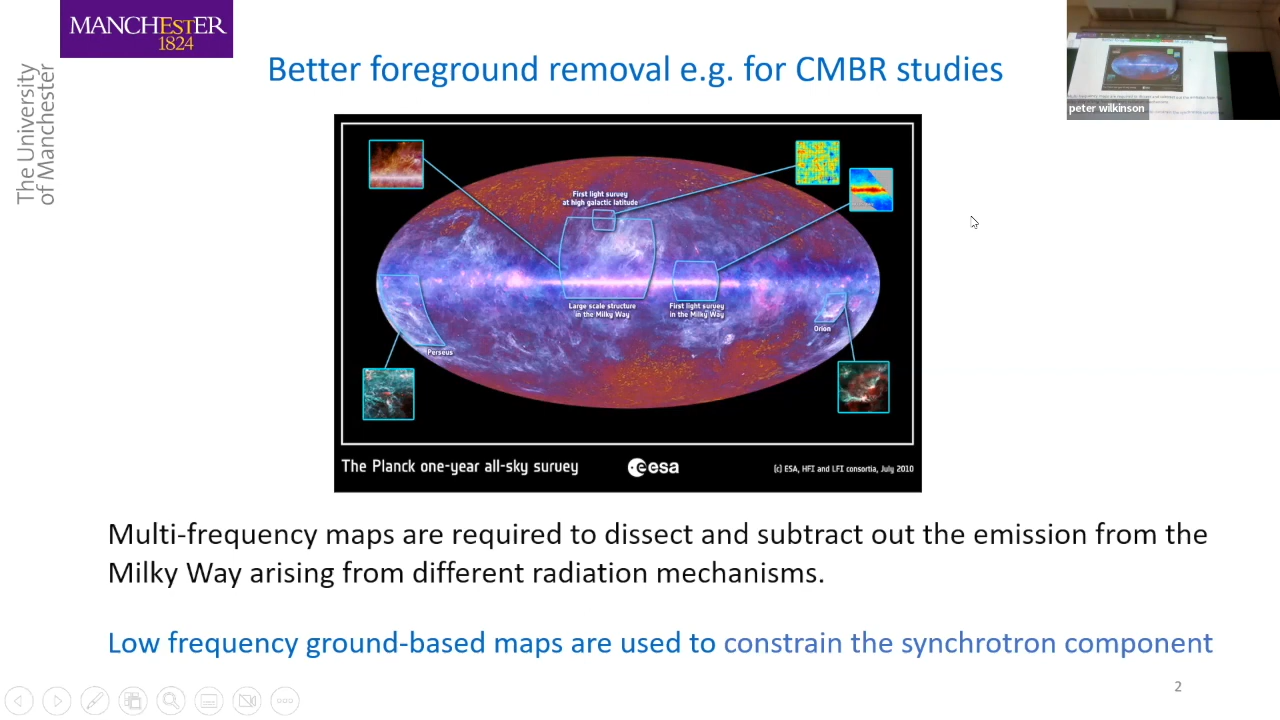 MANCHESTER
1824
The University
of Manchester
Better foreground removal e.g. for CMBR studies
peter wilkinson
First light survey
at high galactic latitude
Large scale structure
in the Milky Way
First light survey
in the Milky Way
Orion
Perseus
The Planck one-year all-sky survey
esa
(c) ESA, HFI and LFI consortia, July 2010
Multi-frequency maps are required to dissect and subtract out the emission from the
Milky Way arising from different radiation mechanisms.
Low frequency ground-based maps are used to constrain the synchrotron component
2